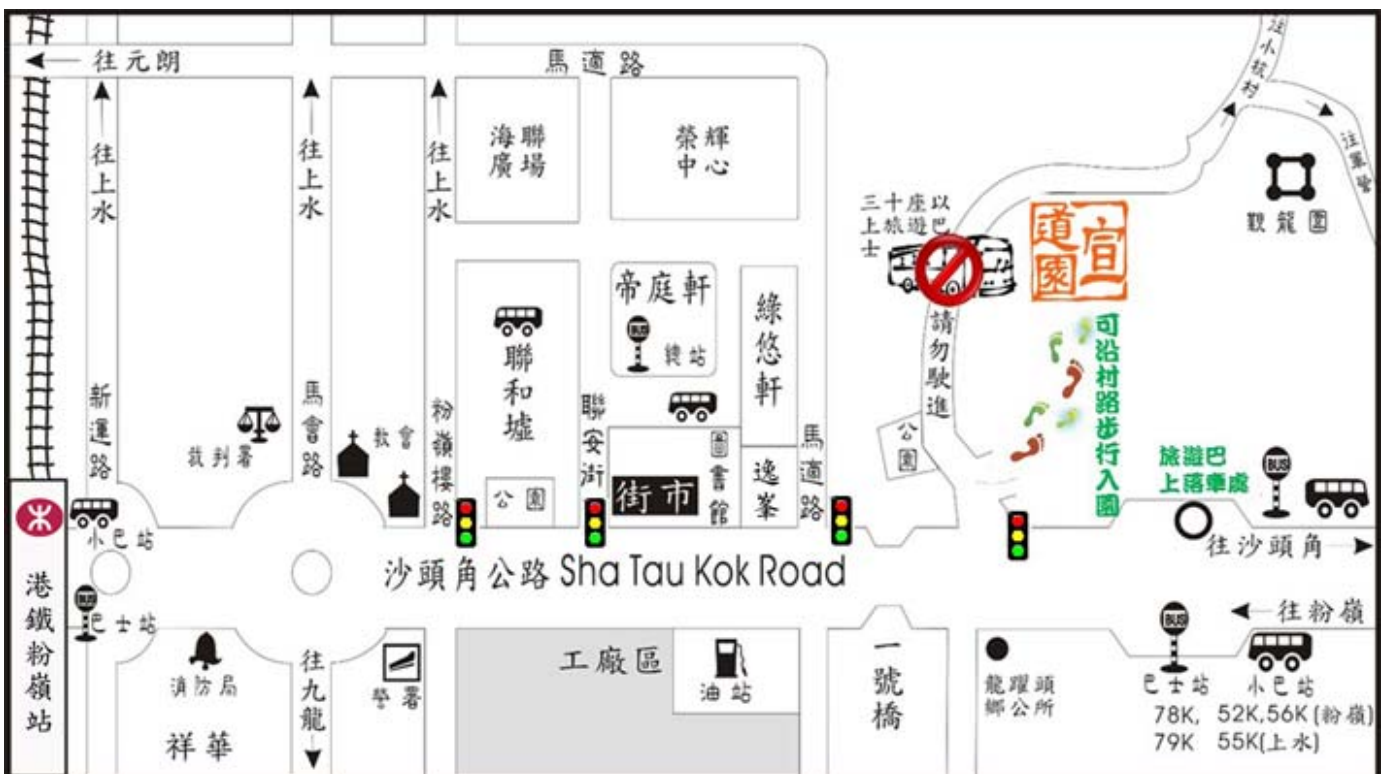 往元朗
馬適路
往上水
往上水
往上水
海聯
廣場
榮輝
中心
往小坑村
往軍營
三十座以
上旅遊巴
士
宣道園
觀龍圍
請勿駛進
可沿村路步行入園
帝庭軒
BUS
總站
綠悠軒
聯和墟
新運路
馬會路
裁判署
教會
粉嶺樓路
聯安街
公園
街市
圖書館
逸峯
馬適路
公園
旅遊巴
上落車處
BUS
小巴站
沙頭角公路 Sha Tau Kok Road
往沙頭角
港鐵粉嶺站
BUS
巴士站
消防局
祥華
往九龍
警署
工廠區
油站
一號橋
龍躍頭
鄉公所
往粉嶺
BUS
巴士站
小巴站
78K, 52K,56K(粉嶺)
79K 55K(上水)